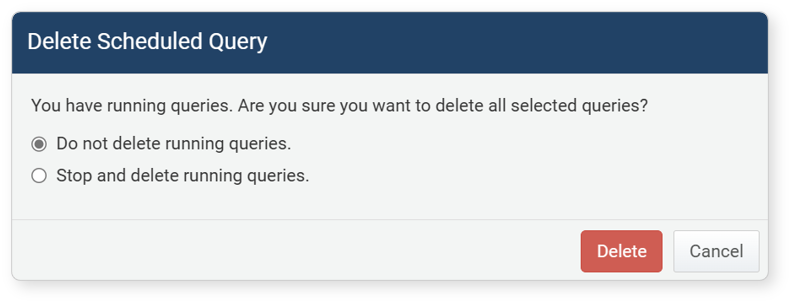 Delete Scheduled Query
You have running queries. Are you sure you want to delete all selected queries?
Do not delete running queries.
Stop and delete running queries.
Delete Cancel